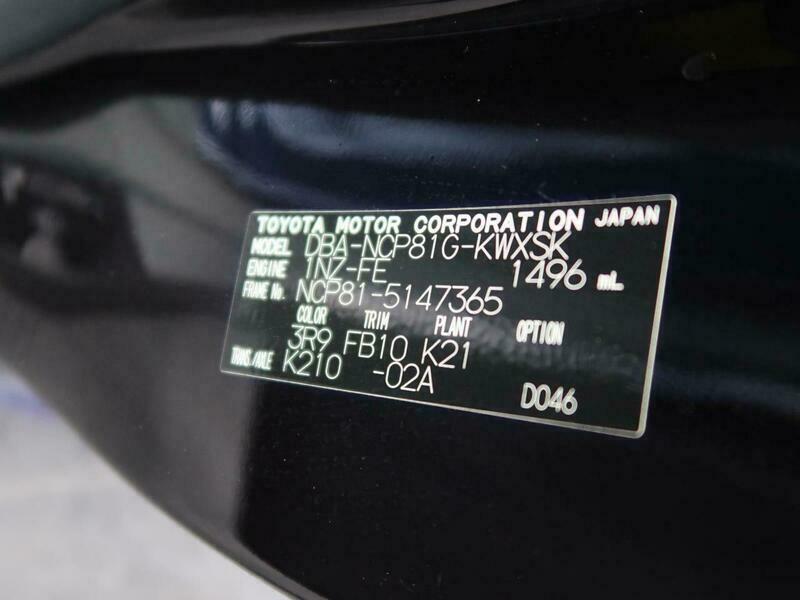 TOYOTA MOTOR CORPORATION JAPAN
MODEL DBA-NCP81G-KWXSK
ENGINE 1NZ-FE 1496 mL
FRAME No. NCP81-5147365
COLOR TRIM PLANT OPTION
3R9 FB10 K21
TRANS./AXLE K210 -02A
D046